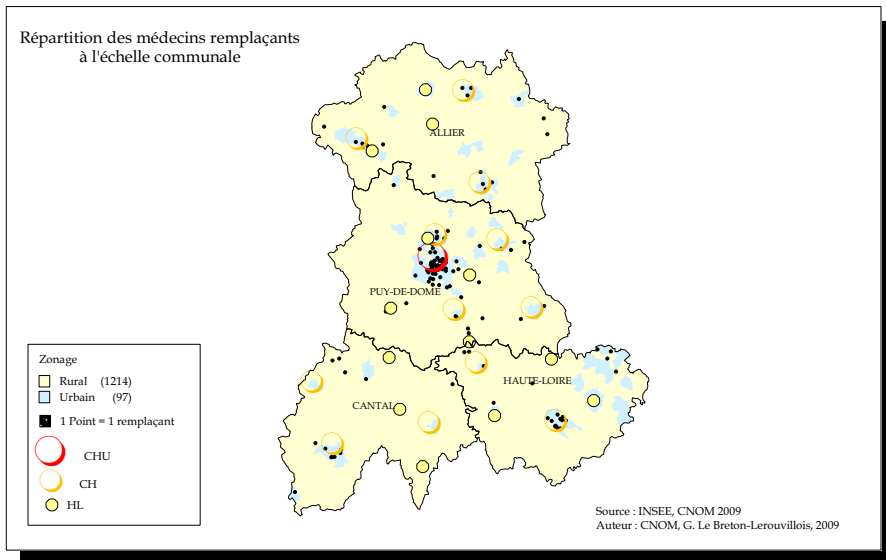 Répartition des médecins remplaçants
à l'échelle communale
ALLIER
PUY-DE-DOME
HAUTE-LOIRE
CANTAL
Zonage
Rural (1214)
Urbain (97)
1 Point = 1 remplaçant
CHU
CH
HL
Source : INSEE, CNOM 2009
Auteur : CNOM, G. Le Breton-Lerouvillois, 2009